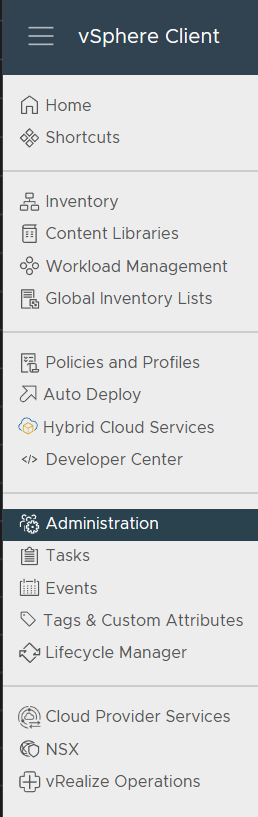 vSphere Client
Home
Shortcuts
Inventory
Content Libraries
Workload Management
Global Inventory Lists
Policies and Profiles
Auto Deploy
Hybrid Cloud Services
Developer Center
Administration
Tasks
Events
Tags & Custom Attributes
Lifecycle Manager
Cloud Provider Services
NSX
vRealize Operations